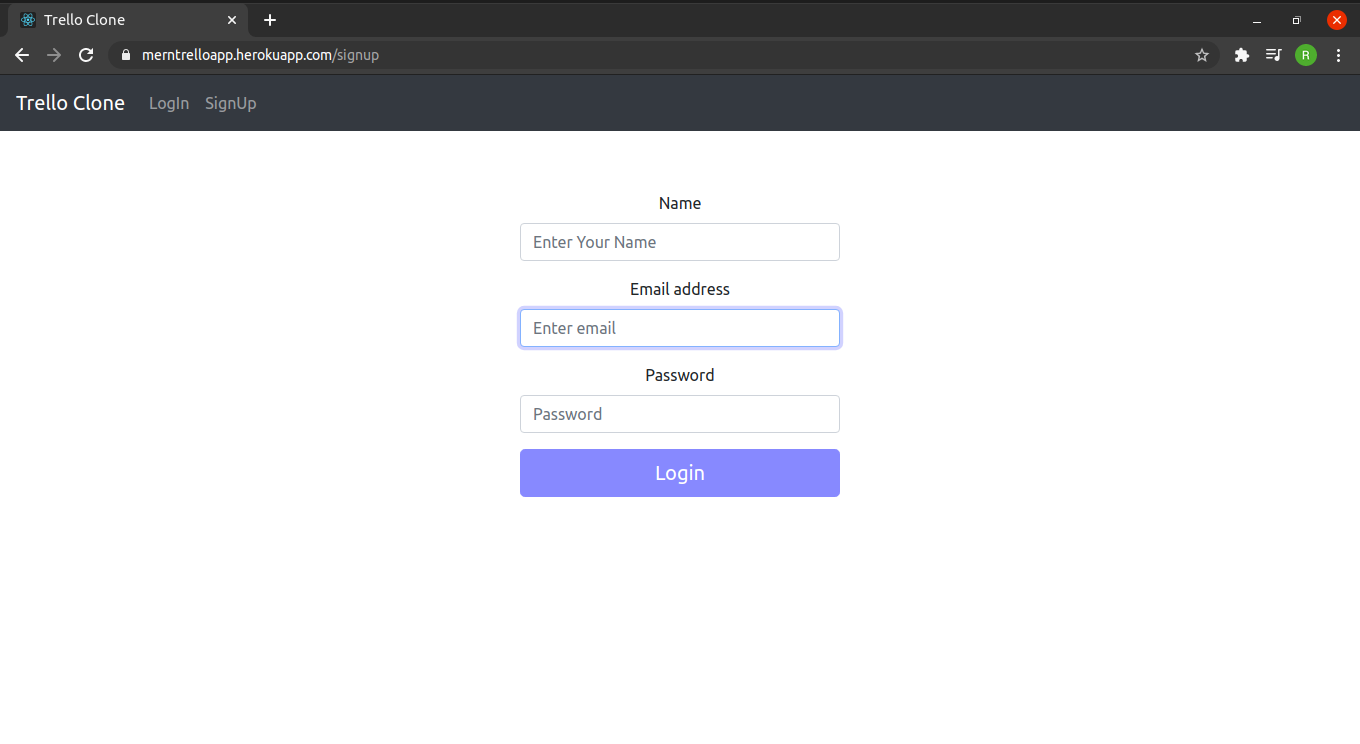 Trello Clone
merntrelloapp.herokuapp.com/signup
R
Trello Clone LogIn SignUp
Name
Enter Your Name
Email address
Enter email
Password
Password
Login